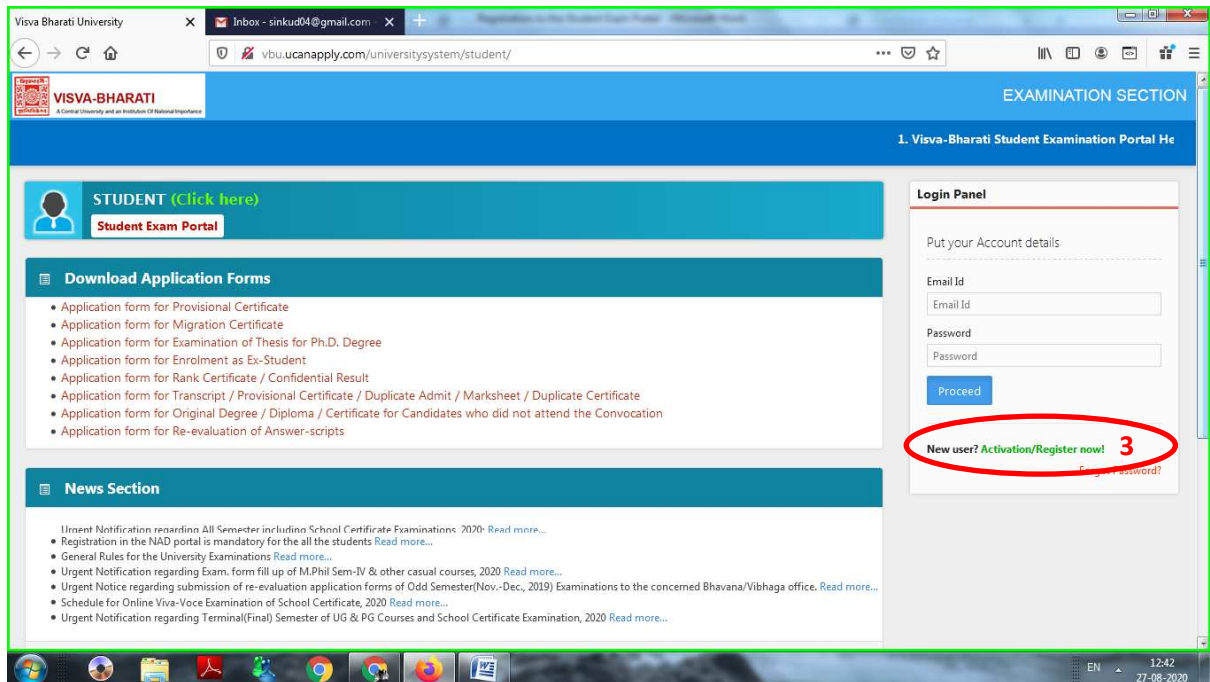 Visva Bharati University
Inbox - sinkud04@gmail.com -
vbu.ucanapply.com/universitysystem/student/
VISVA-BHARATI
A Central University and an Institution Of National Importance
EXAMINATION SECTION
1. Visva-Bharati Student Examination Portal He
STUDENT (Click here)
Student Exam Portal
Download Application Forms
Application form for Provisional Certificate
Application form for Migration Certificate
Application form for Examination of Thesis for Ph.D. Degree
Application form for Enrolment as Ex-Student
Application form for Rank Certificate / Confidential Result
Application form for Transcript / Provisional Certificate / Duplicate Admit / Marksheet / Duplicate Certificate
Application form for Original Degree / Diploma / Certificate for Candidates who did not attend the Convocation
Application form for Re-evaluation of Answer-scripts
News Section
Urgent Notification regarding All Semester including School Certificate Examinations, 2020: Read more...
Registration in the NAD portal is mandatory for the all the students Read more...
General Rules for the University Examinations Read more...
Urgent Notification regarding Exam. form fill up of M.Phil Sem-IV & other casual courses, 2020 Read more...
Urgent Notice regarding submission of re-evaluation application forms of Odd Semester(Nov.-Dec., 2019) Examinations to the concerned Bhavana/Vibhaga office. Read more...
Schedule for Online Viva-Voce Examination of School Certificate, 2020 Read more...
Urgent Notification regarding Terminal(Final) Semester of UG & PG Courses and School Certificate Examination, 2020 Read more...
Login Panel
Put your Account details
Email Id
Email Id
Password
Password
Proceed
New user? Activation/Register now! 3
Forgot Password?
EN
12:42
27-08-2020